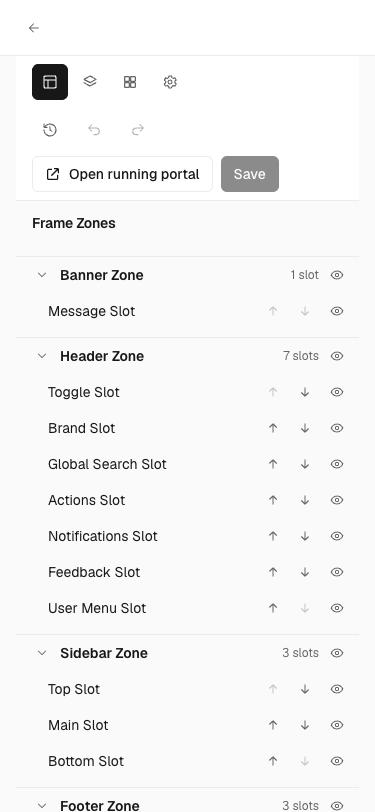 Open running portal
Save
Frame Zones
Banner Zone 1 slot
Message Slot
Header Zone 7 slots
Toggle Slot
Brand Slot
Global Search Slot
Actions Slot
Notifications Slot
Feedback Slot
User Menu Slot
Sidebar Zone 3 slots
Top Slot
Main Slot
Bottom Slot
Footer Zone 3 slots